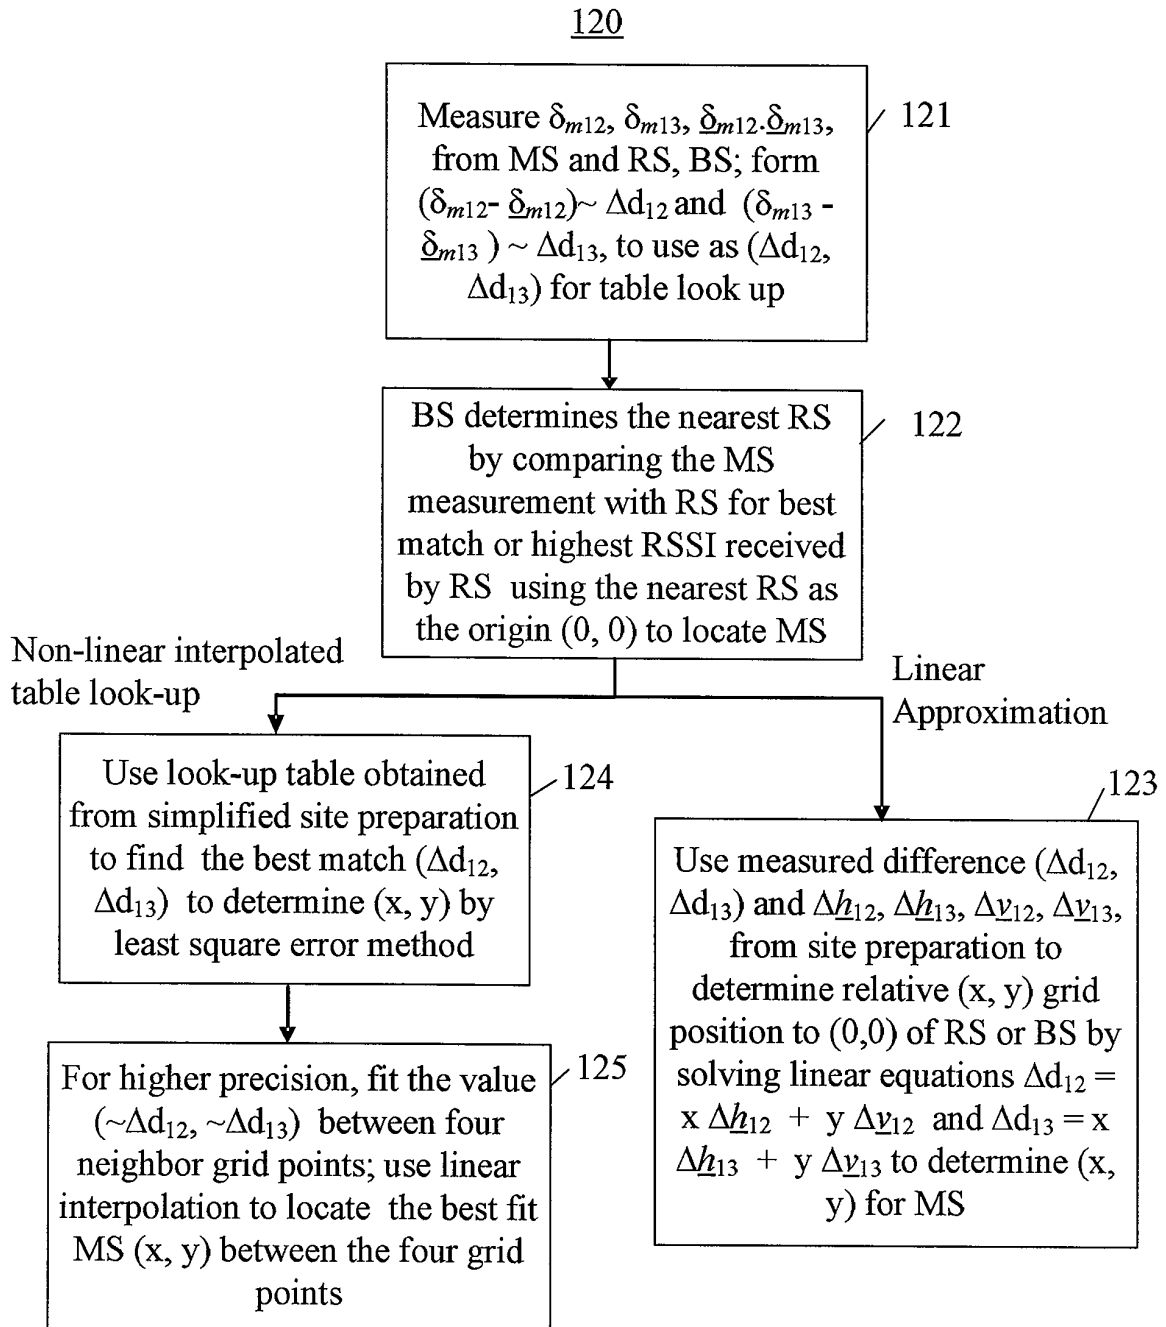 120
Measure δm12, δm13, δm12.δm13,
from MS and RS, BS; form
(δm12- δm12)~ Δd12 and (δm13 -
δm13 ) ~ Δd13, to use as (Δd12,
Δd13) for table look up
121
BS determines the nearest RS
by comparing the MS
measurement with RS for best
match or highest RSSI received
by RS using the nearest RS as
the origin (0, 0) to locate MS
122
Non-linear interpolated
table look-up
Linear
Approximation
Use look-up table obtained
from simplified site preparation
to find the best match (Δd12,
Δd13) to determine (x, y) by
least square error method
124
123
Use measured difference (Δd12,
Δd13) and Δh12, Δh13, Δv12, Δv13,
from site preparation to
determine relative (x, y) grid
position to (0,0) of RS or BS by
solving linear equations Δd12 =
x Δh12 + y Δv12 and Δd13 = x
Δh13 + y Δv13 to determine (x,
y) for MS
For higher precision, fit the value
(~Δd12, ~Δd13) between four
neighbor grid points; use linear
interpolation to locate the best fit
MS (x, y) between the four grid
points
125